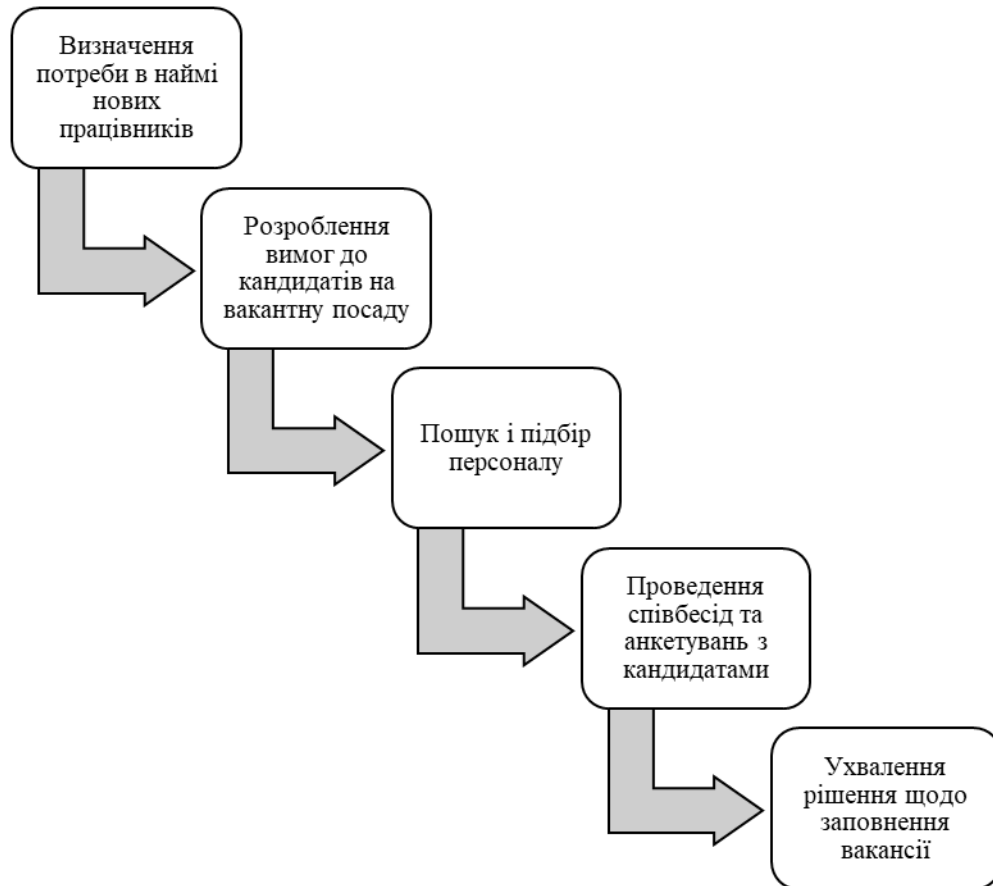 Визначення
потреби в наймі
нових
працівників
Розроблення
вимог до
кандидатів на
вакантну посаду
Пошук і підбір
персоналу
Проведення
співбесід та
анкетувань з
кандидатами
Ухвалення
рішення щодо
заповнення
вакансії